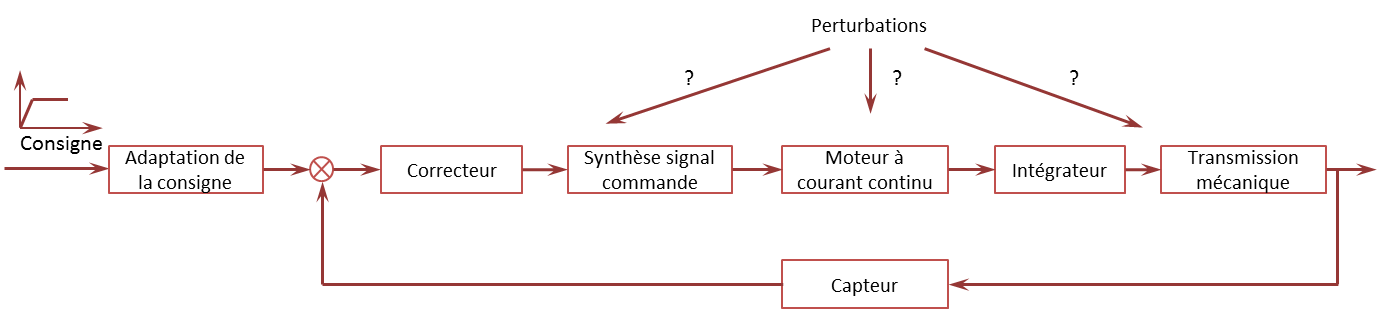 Perturbations
?
?
?
Consigne
Adaptation de
la consigne
Correcteur
Synthèse signal
commande
Moteur à
courant continu
Intégrateur
Transmission
mécanique
Capteur